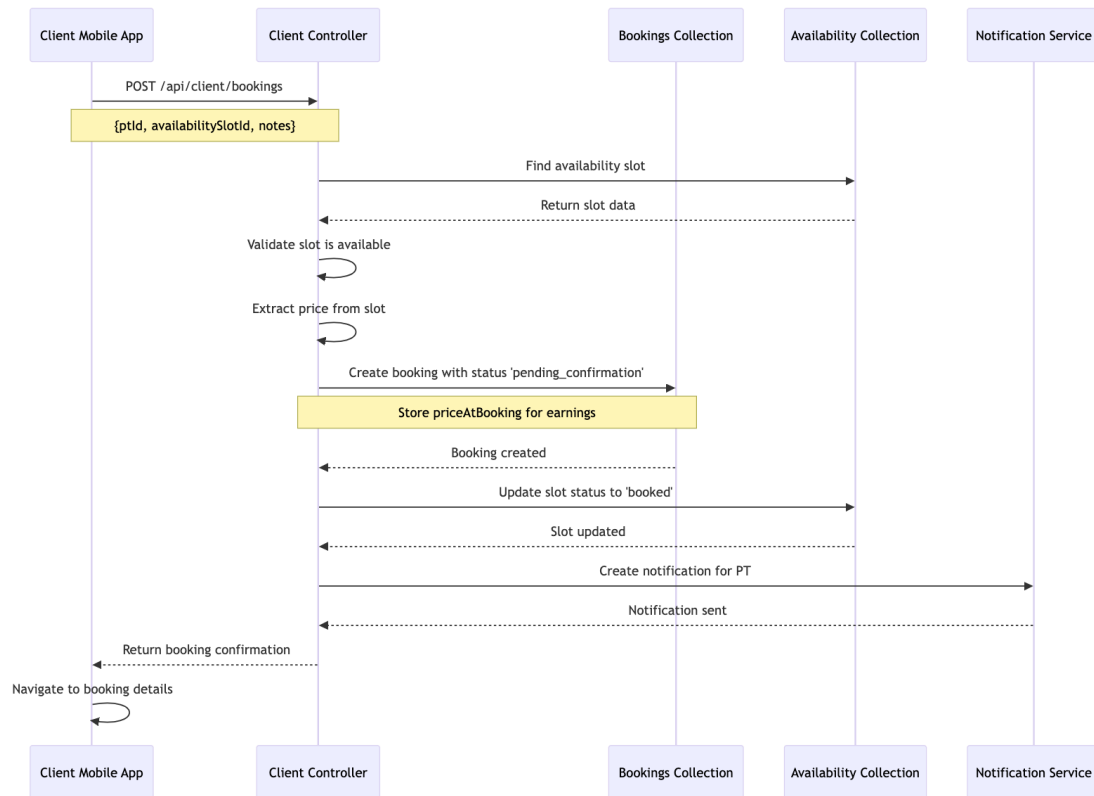 Client Mobile App
Client Controller
Bookings Collection
Availability Collection
Notification Service
POST /api/client/bookings
{ptId, availabilitySlotId, notes}
Find availability slot
Return slot data
Validate slot is available
Extract price from slot
Create booking with status 'pending_confirmation'
Store priceAtBooking for earnings
Booking created
Update slot status to 'booked'
Slot updated
Create notification for PT
Notification sent
Return booking confirmation
Navigate to booking details
Client Mobile App
Client Controller
Bookings Collection
Availability Collection
Notification Service